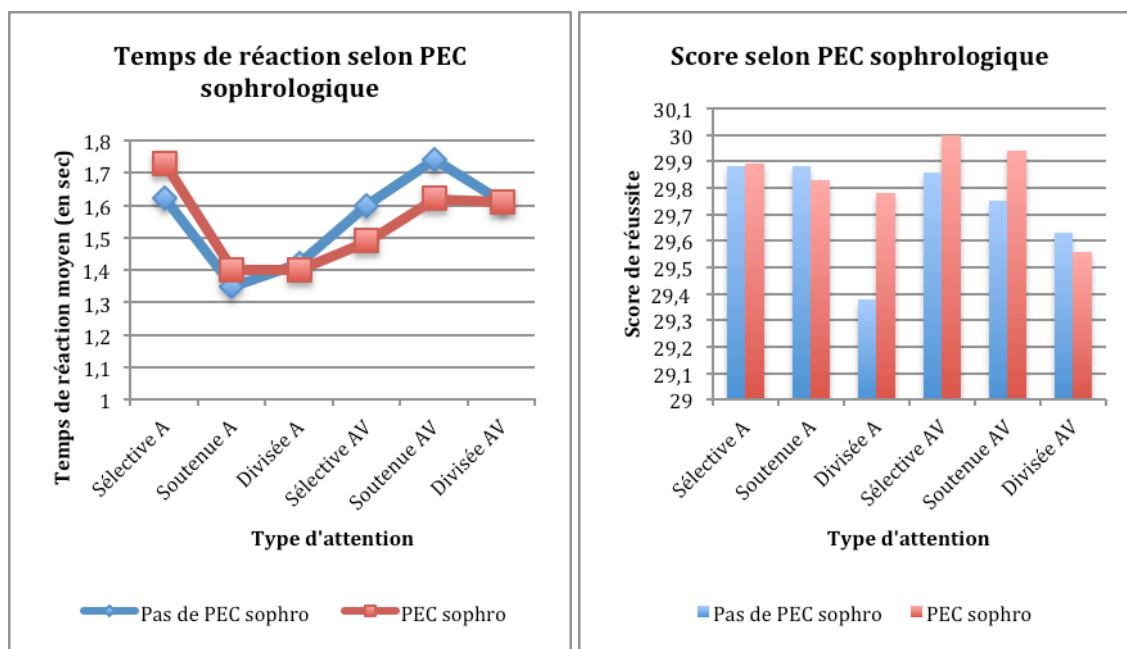 Temps de réaction selon PEC
sophrologique
Temps de réaction moyen (en sec)
1,8
1,7
1,6
1,5
1,4
1,3
1,2
1,1
1
Sélective A
Soutenue A
Divisée A
Sélective AV
Soutenue AV
Divisée AV
Type d'attention
Pas de PEC sophro
PEC sophro
Score selon PEC sophrologique
Score de réussite
30,1
30
29,9
29,8
29,7
29,6
29,5
29,4
29,3
29,2
29,1
29
Sélective A
Soutenue A
Divisée A
Sélective AV
Soutenue AV
Divisée AV
Type d'attention
Pas de PEC sophro
PEC sophro